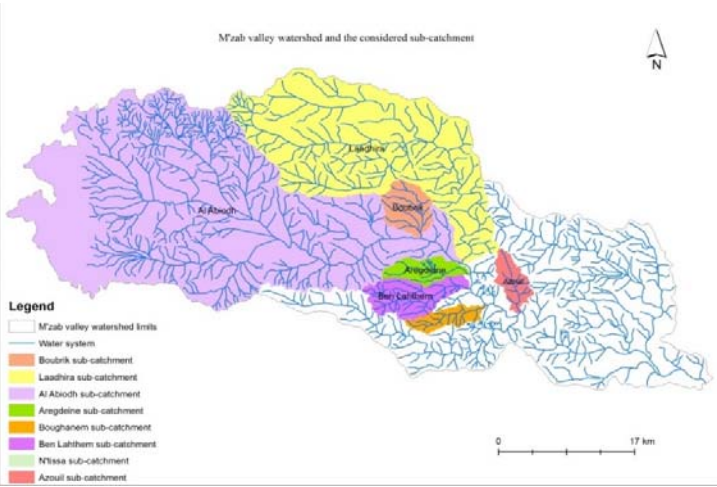 M'zab valley watershed and the considered sub-catchment
N
Laadhira
Boubrik
Al Abiodh
Aregdeine
Azouil
Ben Lahthem
Legend
M'zab valley watershed limits
Water system
Boubrik sub-catchment
Laadhira sub-catchment
Al Abiodh sub-catchment
Aregdeine sub-catchment
Boughanem sub-catchment
Ben Lahthem sub-catchment
N'tissa sub-catchment
Azouil sub-catchment
0 17 km